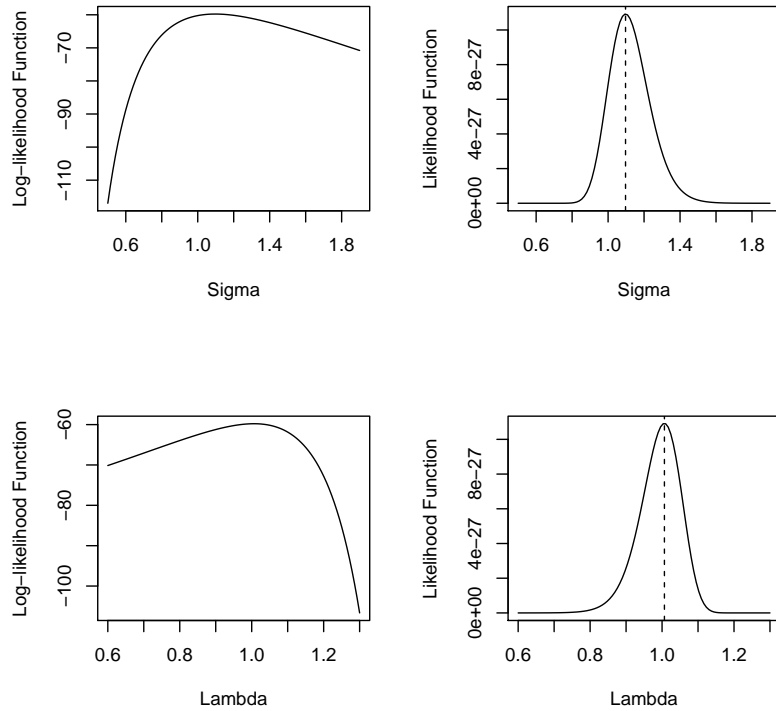 Log−likelihood Function
−110
−90
−70
0.6
1.0
1.4
1.8
Sigma
Likelihood Function
0e+00
4e−27
8e−27
0.6
1.0
1.4
1.8
Sigma
Log−likelihood Function
−100
−80
−60
0.6
0.8
1.0
1.2
Lambda
Likelihood Function
0e+00
4e−27
8e−27
0.6
0.8
1.0
1.2
Lambda